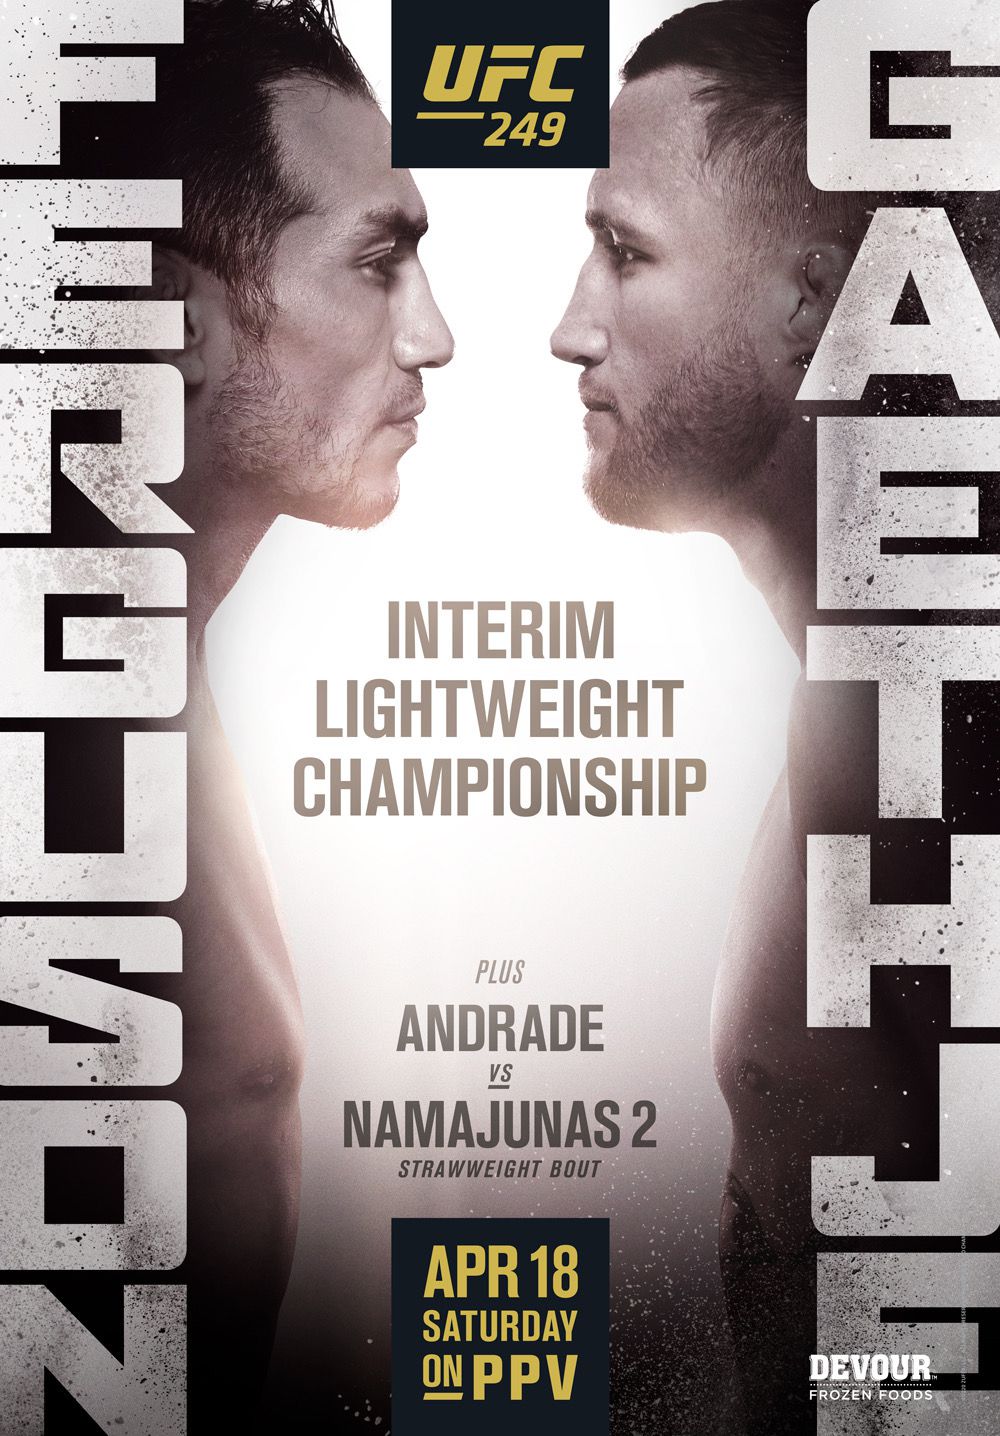 UFC
249
FERGUSON
GAETHJE
INTERIM
LIGHTWEIGHT
CHAMPIONSHIP
PLUS
ANDRADE
VS
NAMAJUNAS 2
STRAWWEIGHT BOUT
APR 18
SATURDAY
ON PPV
DEVOUR
FROZEN FOODS